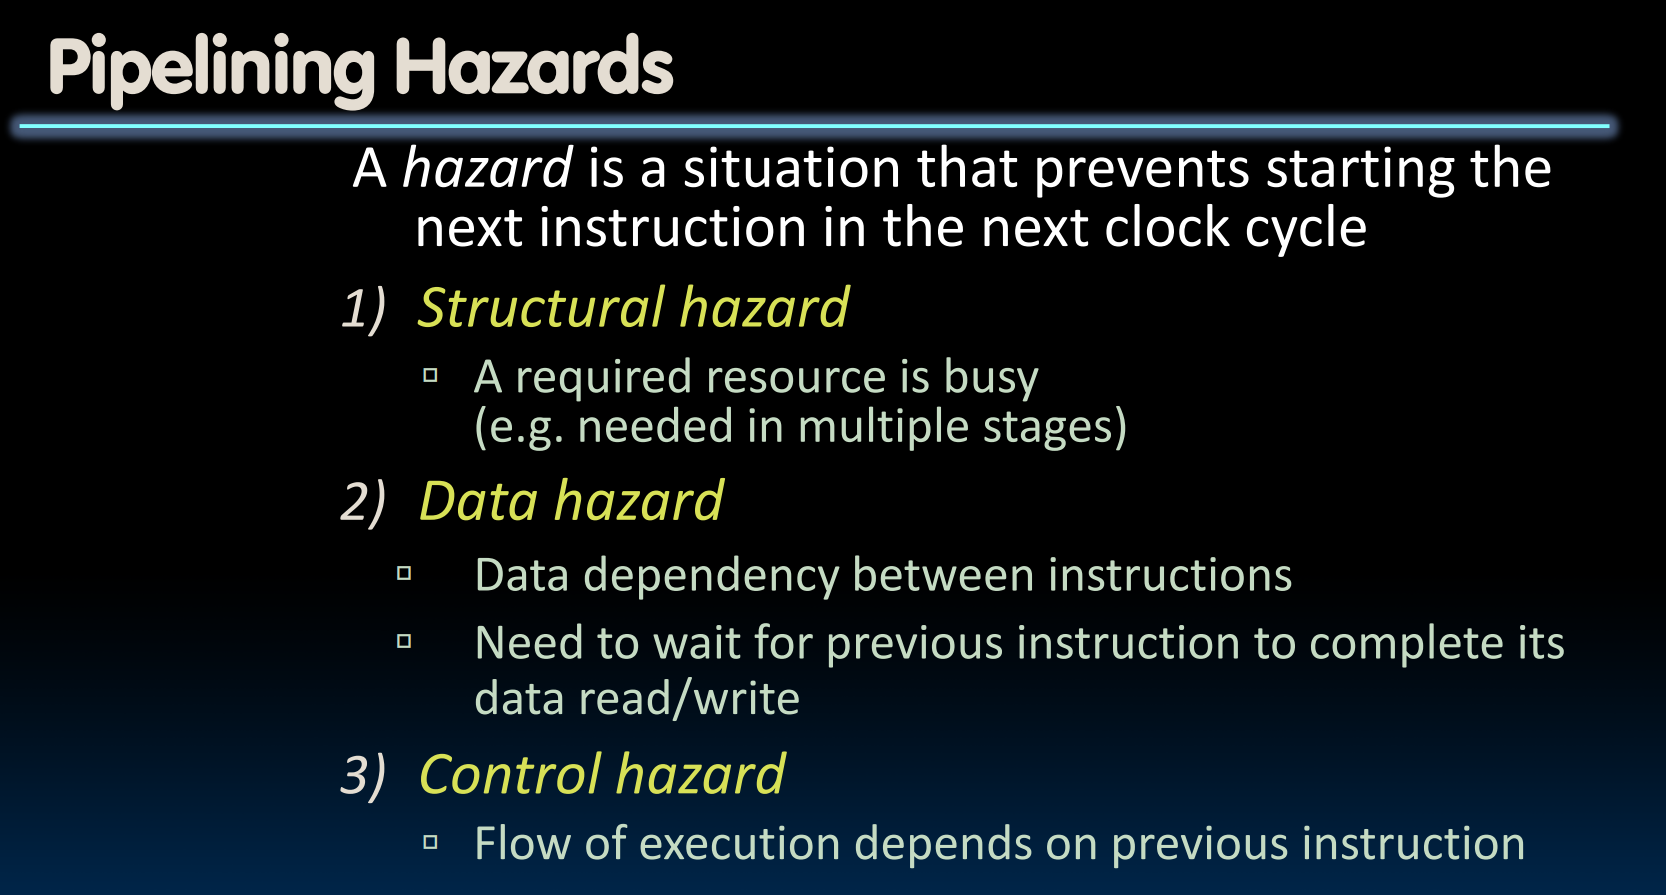 Pipelining Hazards
A hazard is a situation that prevents starting the
next instruction in the next clock cycle
1) Structural hazard
▫ A required resource is busy
(e.g. needed in multiple stages)
2) Data hazard
▫ Data dependency between instructions
▫ Need to wait for previous instruction to complete its
data read/write
3) Control hazard
▫ Flow of execution depends on previous instruction